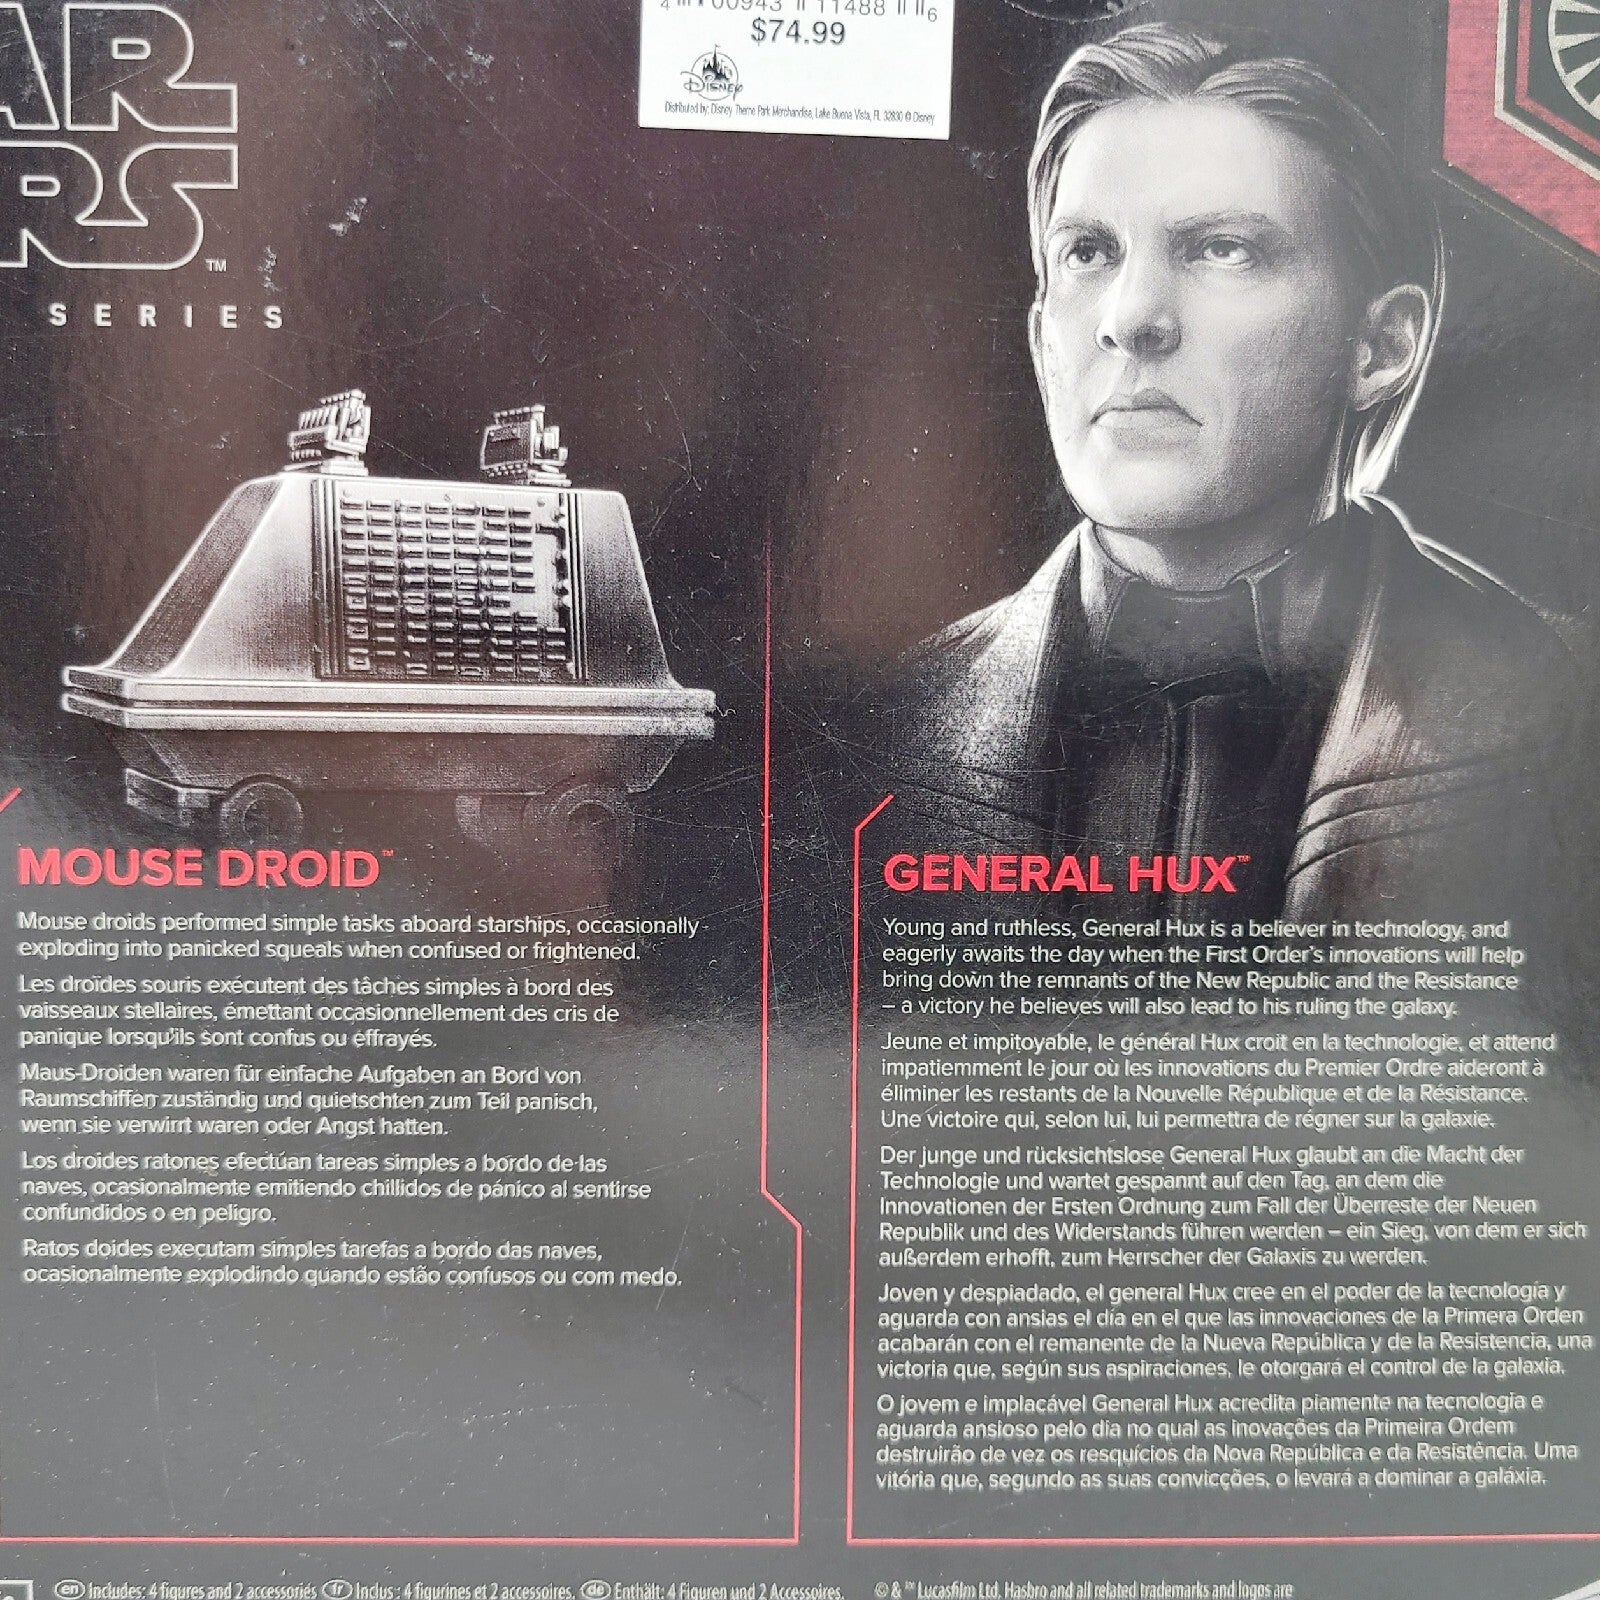 AR
RS™
SERIES
00943 11488 6
$74.99
Disney
Distributed by: Disney Theme Park Merchandise, Lake Buena Vista, FL 32830 © Disney
MOUSE DROID™
Mouse droids performed simple tasks aboard starships, occasionally
exploding into panicked squeals when confused or frightened.
Les droïdes souris exécutent des tâches simples à bord des
vaisseaux stellaires, émettant occasionnellement des cris de
panique lorsqu'ils sont confus ou effrayés.
Maus-Droiden waren für einfache Aufgaben an Bord von
Raumschiffen zuständig und quietschten zum Teil panisch,
wenn sie verwirrt waren oder Angst hatten.
Los droides ratones efectúan tareas simples a bordo de las
naves, ocasionalmente emitiendo chillidos de pánico al sentirse
confundidos o en peligro.
Ratos doides executam simples tarefas a bordo das naves,
ocasionalmente explodindo quando estão confusos ou com medo.
GENERAL HUX™
Young and ruthless, General Hux is a believer in technology, and
eagerly awaits the day when the First Order's innovations will help
bring down the remnants of the New Republic and the Resistance
– a victory he believes will also lead to his ruling the galaxy.
Jeune et impitoyable, le général Hux croit en la technologie, et attend
impatiemment le jour où les innovations du Premier Ordre aideront à
éliminer les restants de la Nouvelle République et de la Résistance.
Une victoire qui, selon lui, lui permettra de régner sur la galaxie.
Der junge und rücksichtslose General Hux glaubt an die Macht der
Technologie und wartet gespannt auf den Tag, an dem die
Innovationen der Ersten Ordnung zum Fall der Überreste der Neuen
Republik und des Widerstands führen werden – ein Sieg, von dem er sich
außerdem erhofft, zum Herrscher der Galaxis zu werden.
Joven y despiadado, el general Hux cree en el poder de la tecnología y
aguarda con ansias el día en el que las innovaciones de la Primera Orden
acabarán con el remanente de la Nueva República y de la Resistencia, una
victoria que, según sus aspiraciones, le otorgará el control de la galaxia.
O jovem e implacável General Hux acredita piamente na tecnologia e
aguarda ansioso pelo dia no qual as inovações da Primeira Ordem
destruirão de vez os resquícios da Nova República e da Resistência. Uma
vitória que, segundo as suas convicções, o levará a dominar a galáxia.
en Includes: 4 figures and 2 accessories fr Inclus : 4 figurines et 2 accessoires. de Enthält: 4 Figuren und 2 Accessoires.
© & ™ Lucasfilm Ltd. Hasbro and all related trademarks and logos are